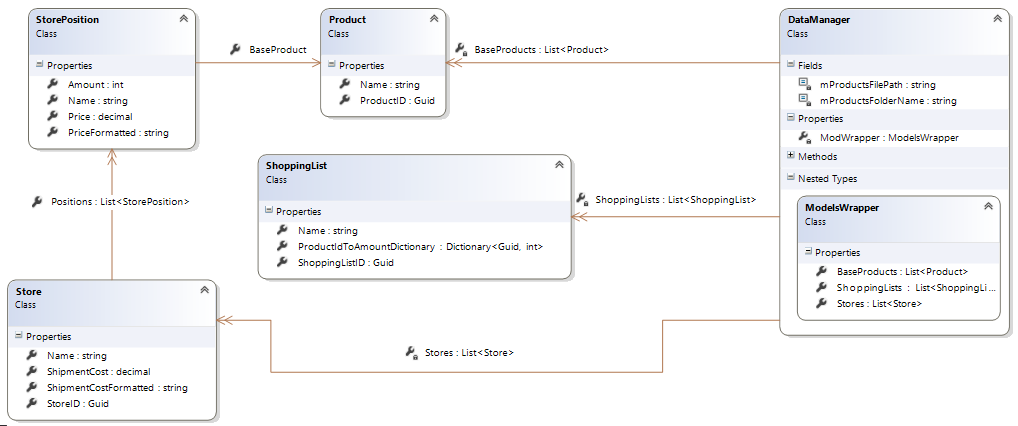 StorePosition
Class
Properties
Amount : int
Name : string
Price : decimal
PriceFormatted : string
BaseProduct
Product
Class
Properties
Name : string
ProductID : Guid
BaseProducts : List<Product>
DataManager
Class
Fields
mProductsFilePath : string
mProductsFolderName : string
Properties
ModWrapper : ModelsWrapper
Methods
Nested Types
ModelsWrapper
Class
Properties
BaseProducts : List<Product>
ShoppingLists : List<ShoppingLi...
Stores : List<Store>
Positions : List<StorePosition>
ShoppingList
Class
Properties
Name : string
ProductIdToAmountDictionary : Dictionary<Guid, int>
ShoppingListID : Guid
ShoppingLists : List<ShoppingList>
Store
Class
Properties
Name : string
ShipmentCost : decimal
ShipmentCostFormatted : string
StoreID : Guid
Stores : List<Store>